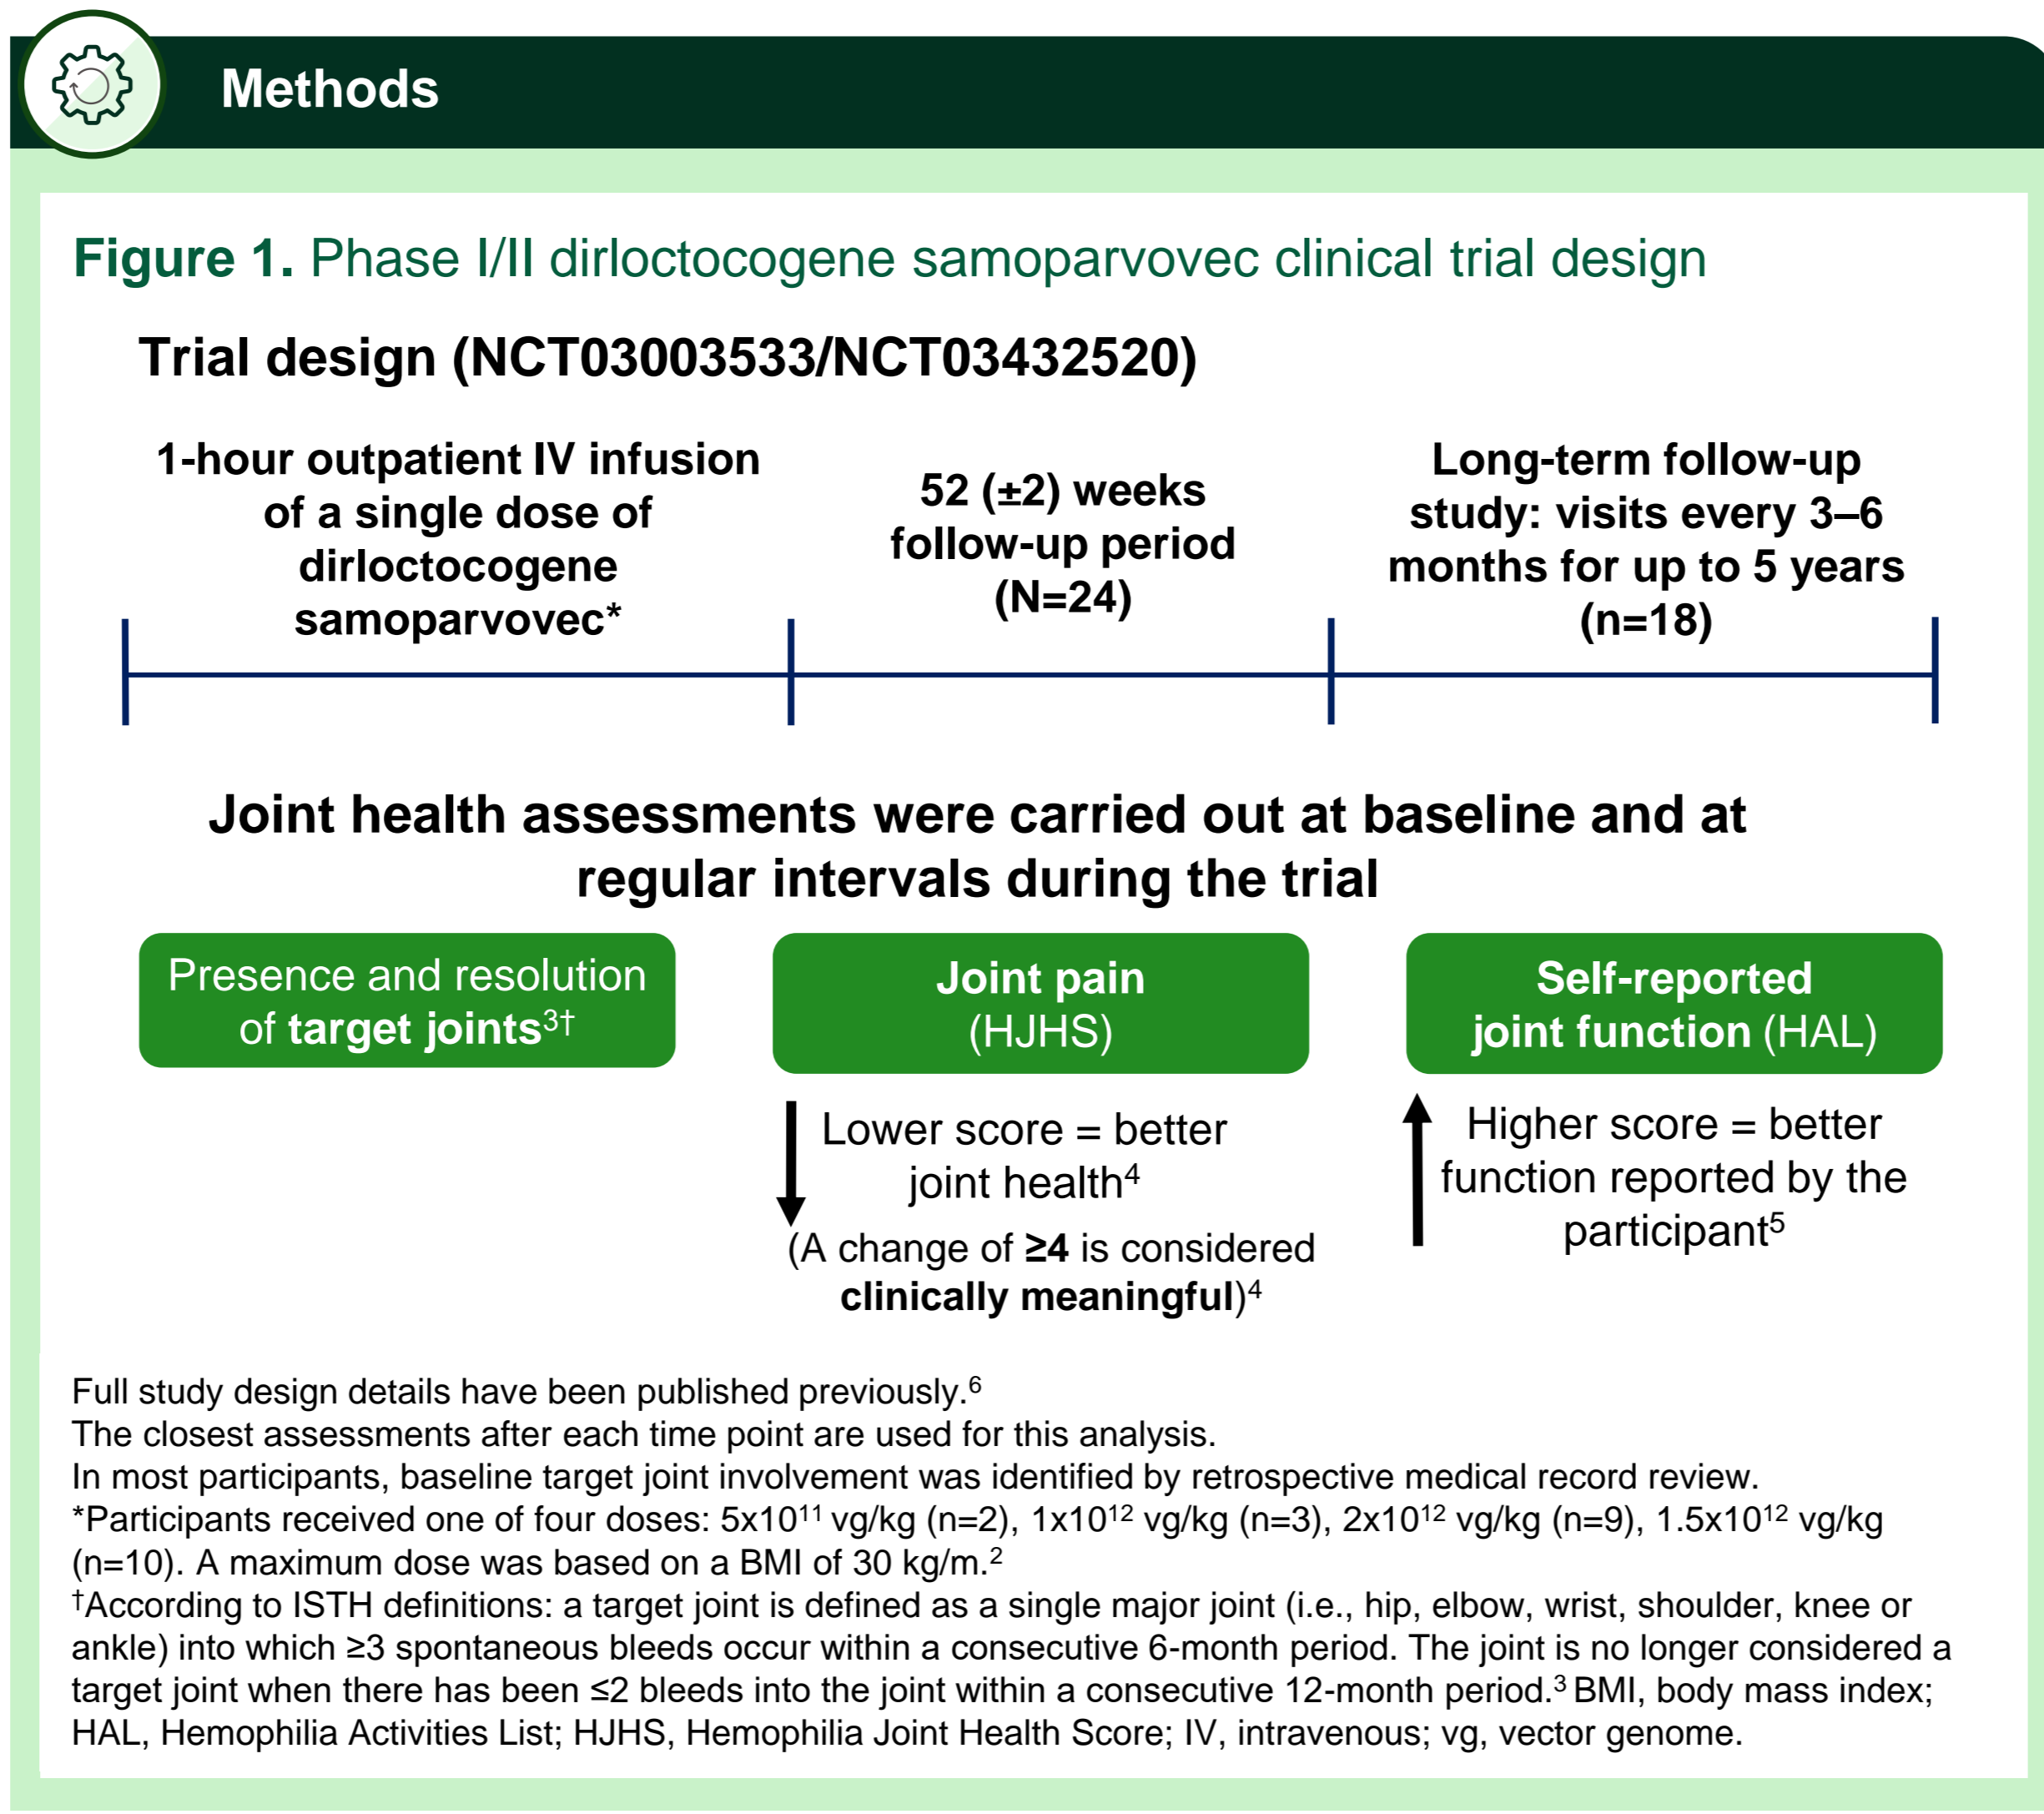 Methods
Figure 1. Phase I/II dirloctocogene samoparvovec clinical trial design
Trial design (NCT03003533/NCT03432520)
1-hour outpatient IV infusion
of a single dose of
dirloctocogene
samoparvovec*
52 (±2) weeks
follow-up period
(N=24)
Long-term follow-up
study: visits every 3–6
months for up to 5 years
(n=18)
Joint health assessments were carried out at baseline and at
regular intervals during the trial
Presence and resolution
of target joints³†
Joint pain
(HJHS)
Lower score = better
joint health⁴
(A change of ≥4 is considered
clinically meaningful)⁴
Self-reported
joint function (HAL)
Higher score = better
function reported by the
participant⁵
Full study design details have been published previously.⁶
The closest assessments after each time point are used for this analysis.
In most participants, baseline target joint involvement was identified by retrospective medical record review.
*Participants received one of four doses: 5x10¹¹ vg/kg (n=2), 1x10¹² vg/kg (n=3), 2x10¹² vg/kg (n=9), 1.5x10¹² vg/kg
(n=10). A maximum dose was based on a BMI of 30 kg/m.²
†According to ISTH definitions: a target joint is defined as a single major joint (i.e., hip, elbow, wrist, shoulder, knee or
ankle) into which ≥3 spontaneous bleeds occur within a consecutive 6-month period. The joint is no longer considered a
target joint when there has been ≤2 bleeds into the joint within a consecutive 12-month period.³ BMI, body mass index;
HAL, Hemophilia Activities List; HJHS, Hemophilia Joint Health Score; IV, intravenous; vg, vector genome.